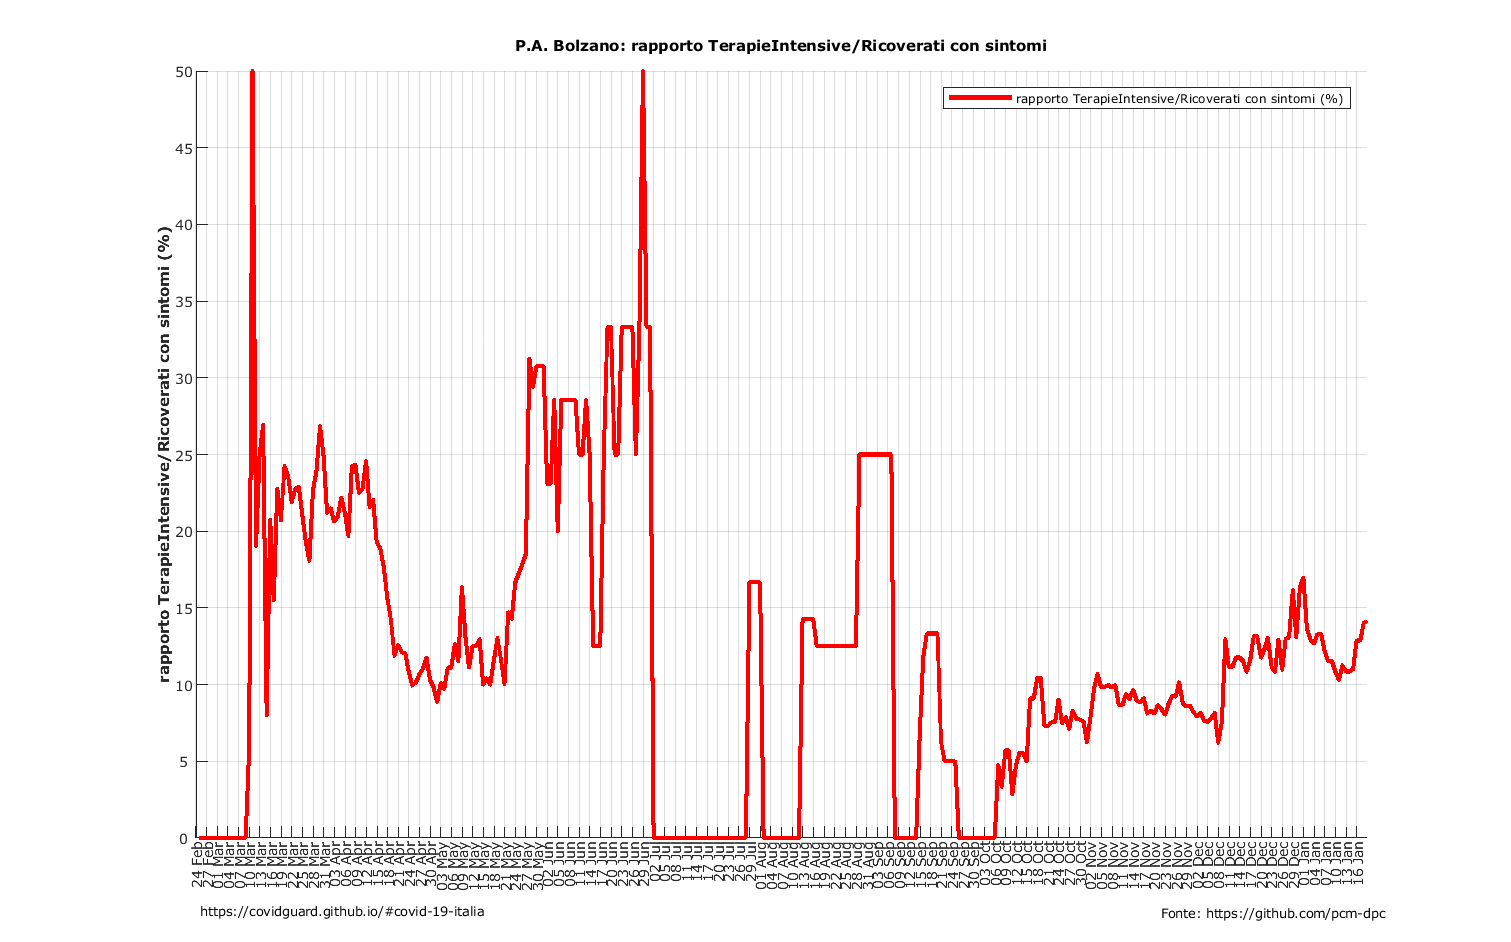 P.A. Bolzano: rapporto TerapieIntensive/Ricoverati con sintomi
rapporto TerapieIntensive/Ricoverati con sintomi (%)
rapporto TerapieIntensive/Ricoverati con sintomi (%)
50
45
40
35
30
25
20
15
10
5
0
24 Feb
27 Feb
01 Mar
04 Mar
07 Mar
10 Mar
13 Mar
16 Mar
19 Mar
22 Mar
25 Mar
28 Mar
31 Mar
03 Apr
06 Apr
09 Apr
12 Apr
15 Apr
18 Apr
21 Apr
24 Apr
27 Apr
30 Apr
03 May
06 May
09 May
12 May
15 May
18 May
21 May
24 May
27 May
30 May
02 Jun
05 Jun
08 Jun
11 Jun
14 Jun
17 Jun
20 Jun
23 Jun
26 Jun
29 Jun
02 Jul
05 Jul
08 Jul
11 Jul
14 Jul
17 Jul
20 Jul
23 Jul
26 Jul
29 Jul
01 Aug
04 Aug
07 Aug
10 Aug
13 Aug
16 Aug
19 Aug
22 Aug
25 Aug
28 Aug
31 Aug
03 Sep
06 Sep
09 Sep
12 Sep
15 Sep
18 Sep
21 Sep
24 Sep
27 Sep
30 Sep
03 Oct
06 Oct
09 Oct
12 Oct
15 Oct
18 Oct
21 Oct
24 Oct
27 Oct
30 Oct
02 Nov
05 Nov
08 Nov
11 Nov
14 Nov
17 Nov
20 Nov
23 Nov
26 Nov
29 Nov
02 Dec
05 Dec
08 Dec
11 Dec
14 Dec
17 Dec
20 Dec
23 Dec
26 Dec
29 Dec
01 Jan
04 Jan
07 Jan
10 Jan
13 Jan
16 Jan
https://covidguard.github.io/#covid-19-italia
Fonte: https://github.com/pcm-dpc